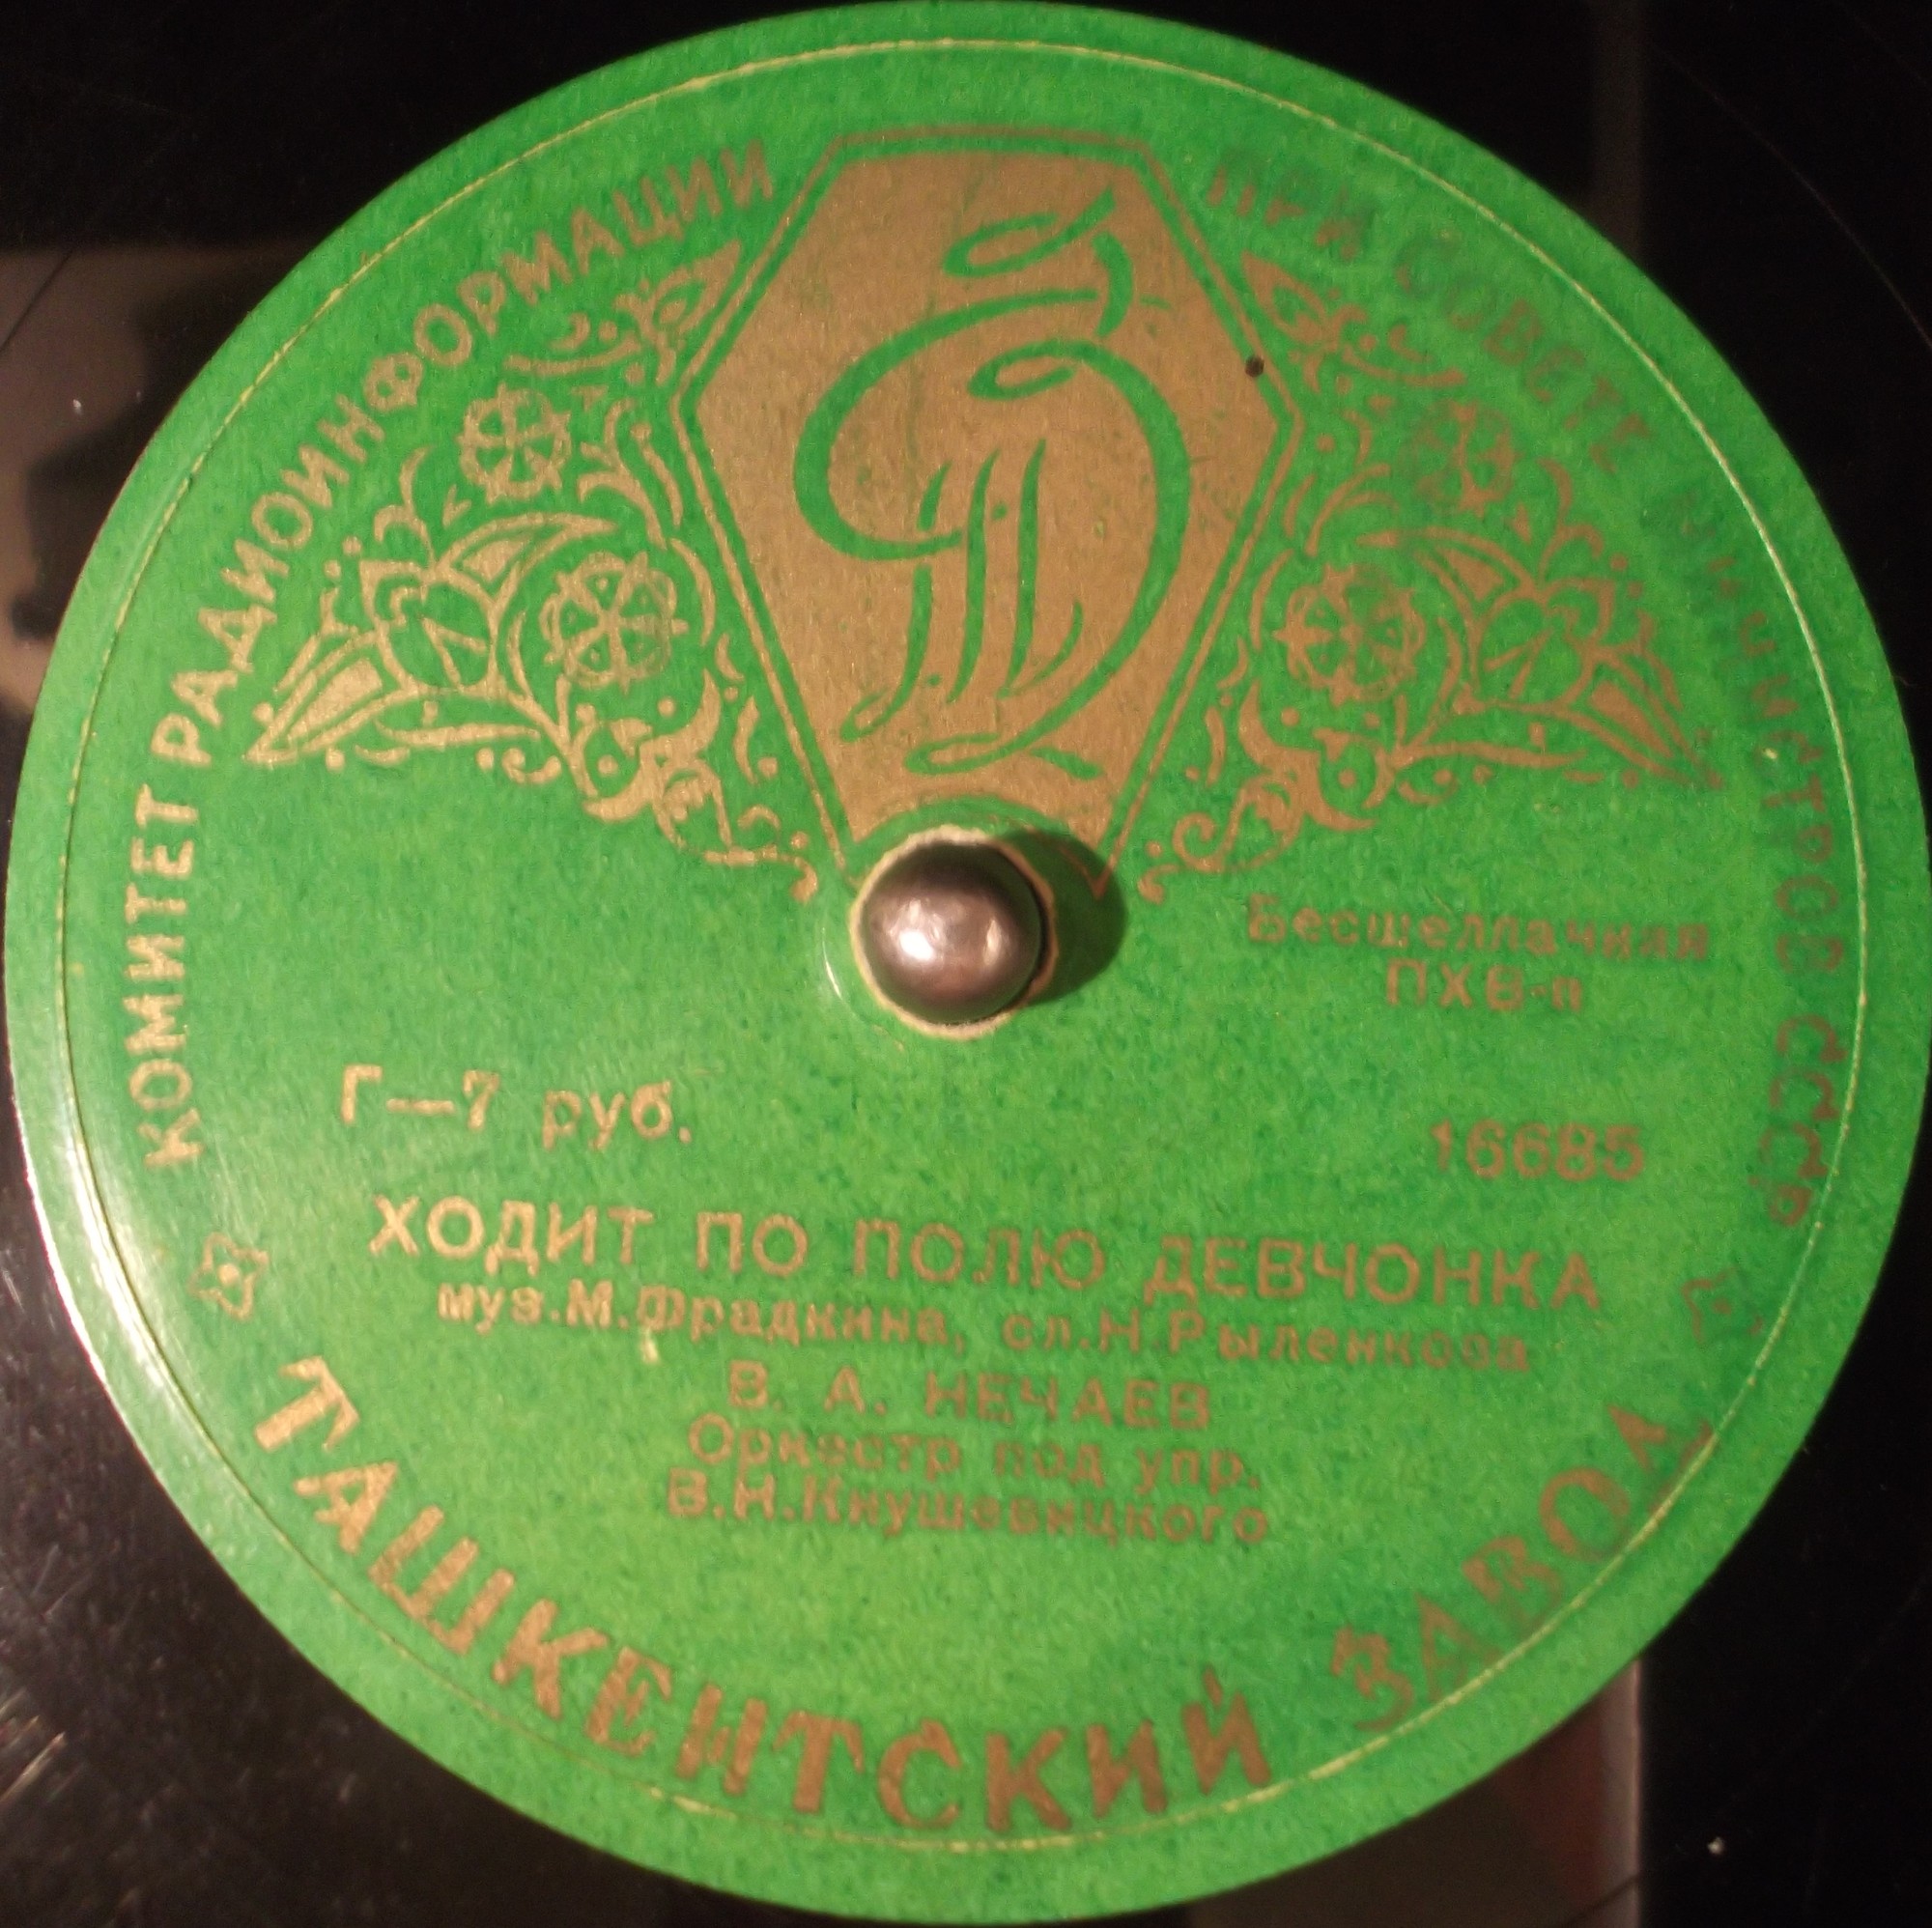 КОМИТЕТ РАДИОИНФОРМАЦИИ ПРИ СОВЕТЕ МИНИСТРОВ СССР
Бесшеллачная
ПХВ-п
Г—7 руб.
16685
ХОДИТ ПО ПОЛЮ ДЕВЧОНКА
муз.М.Фрадкина, сл.Н.Рыленкова
В. А. НЕЧАЕВ
Оркестр под упр.
В.Н.Кнушевицкого
ТАШКЕНТСКИЙ ЗАВОД